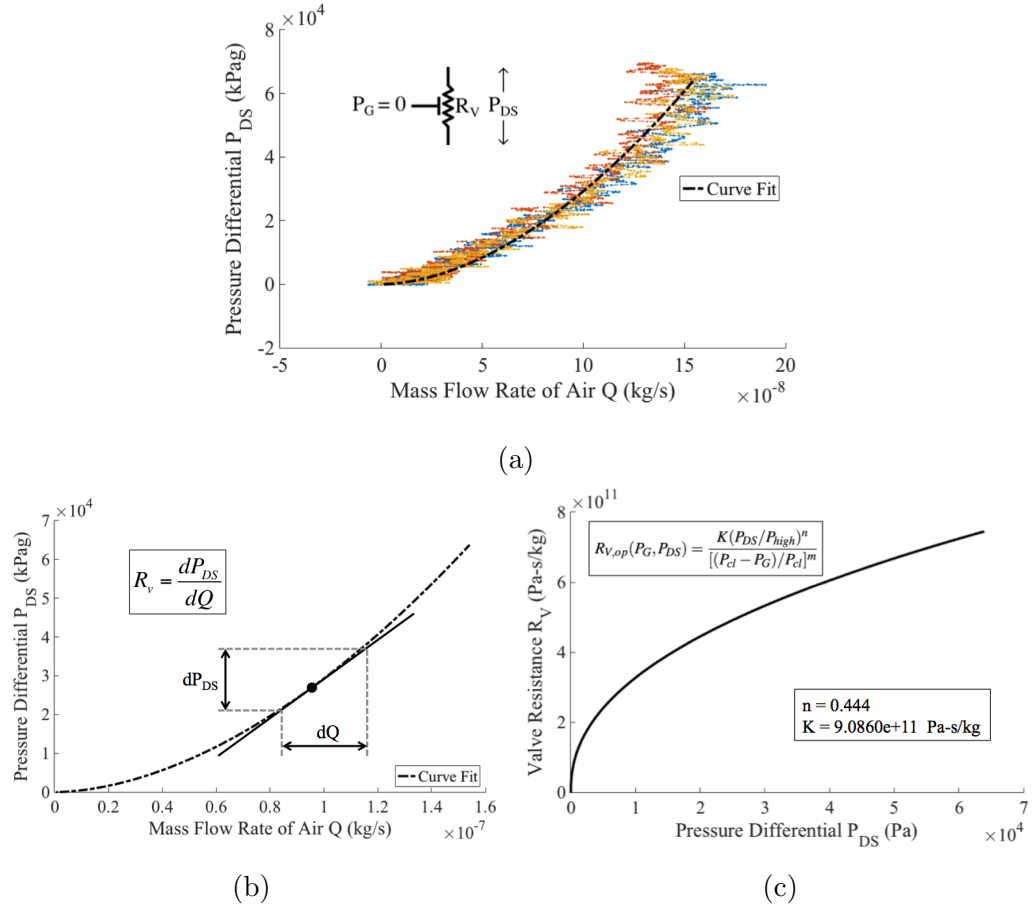 ×10⁴
8
6
4
2
0
-2
Pressure Differential P_DS (kPag)
P_G = 0
R_V
P_DS
Curve Fit
-5
0
5
10
15
20
Mass Flow Rate of Air Q (kg/s)
×10⁻⁸
(a)
×10⁴
7
6
5
4
3
2
1
0
Pressure Differential P_DS (kPag)
R_v = dP_DS / dQ
dP_DS
dQ
Curve Fit
0
0.2
0.4
0.6
0.8
1
1.2
1.4
1.6
Mass Flow Rate of Air Q (kg/s)
×10⁻⁷
(b)
×10¹¹
8
6
4
2
0
Valve Resistance R_V (Pa-s/kg)
R_{V,op}(P_G, P_DS) = K(P_DS/P_high)^n / [(P_cl − P_G)/P_cl]^m
n = 0.444
K = 9.0860e+11 Pa-s/kg
0
1
2
3
4
5
6
7
Pressure Differential P_DS (Pa)
×10⁴
(c)